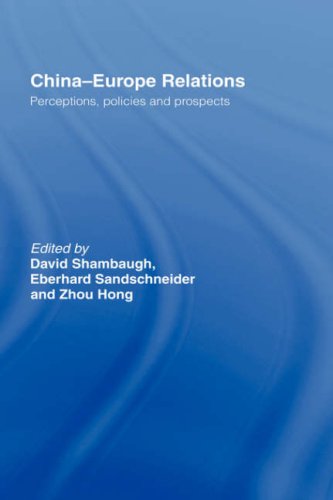 China–Europe Relations
Perceptions, policies and prospects
Edited by
David Shambaugh,
Eberhard Sandschneider
and Zhou Hong